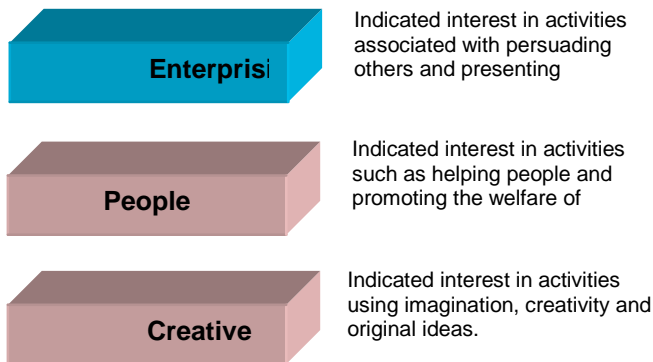 Enterprisi
Indicated interest in activities
associated with persuading
others and presenting
People
Indicated interest in activities
such as helping people and
promoting the welfare of
Creative
Indicated interest in activities
using imagination, creativity and
original ideas.